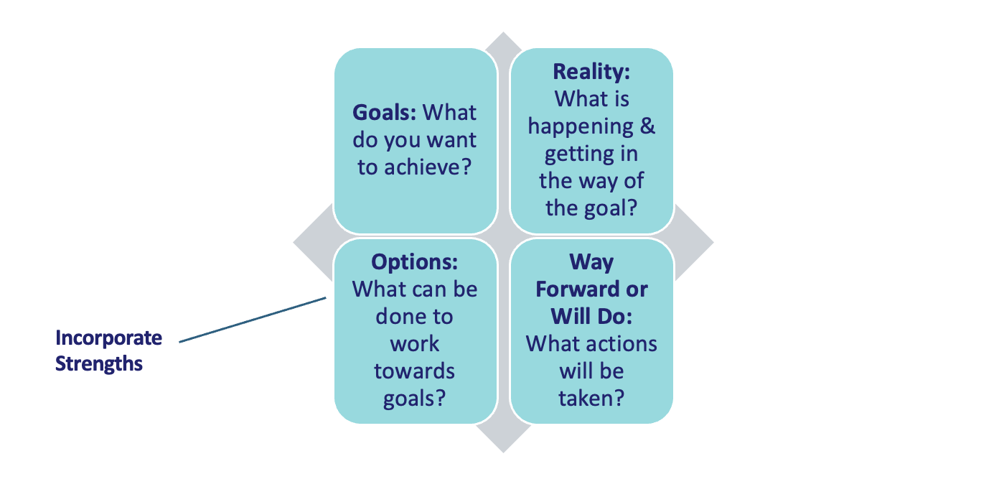 Goals: What
do you want
to achieve?
Reality:
What is
happening &
getting in
the way of
the goal?
Options:
What can be
done to
work
towards
goals?
Way
Forward or
Will Do:
What actions
will be
taken?
Incorporate
Strengths